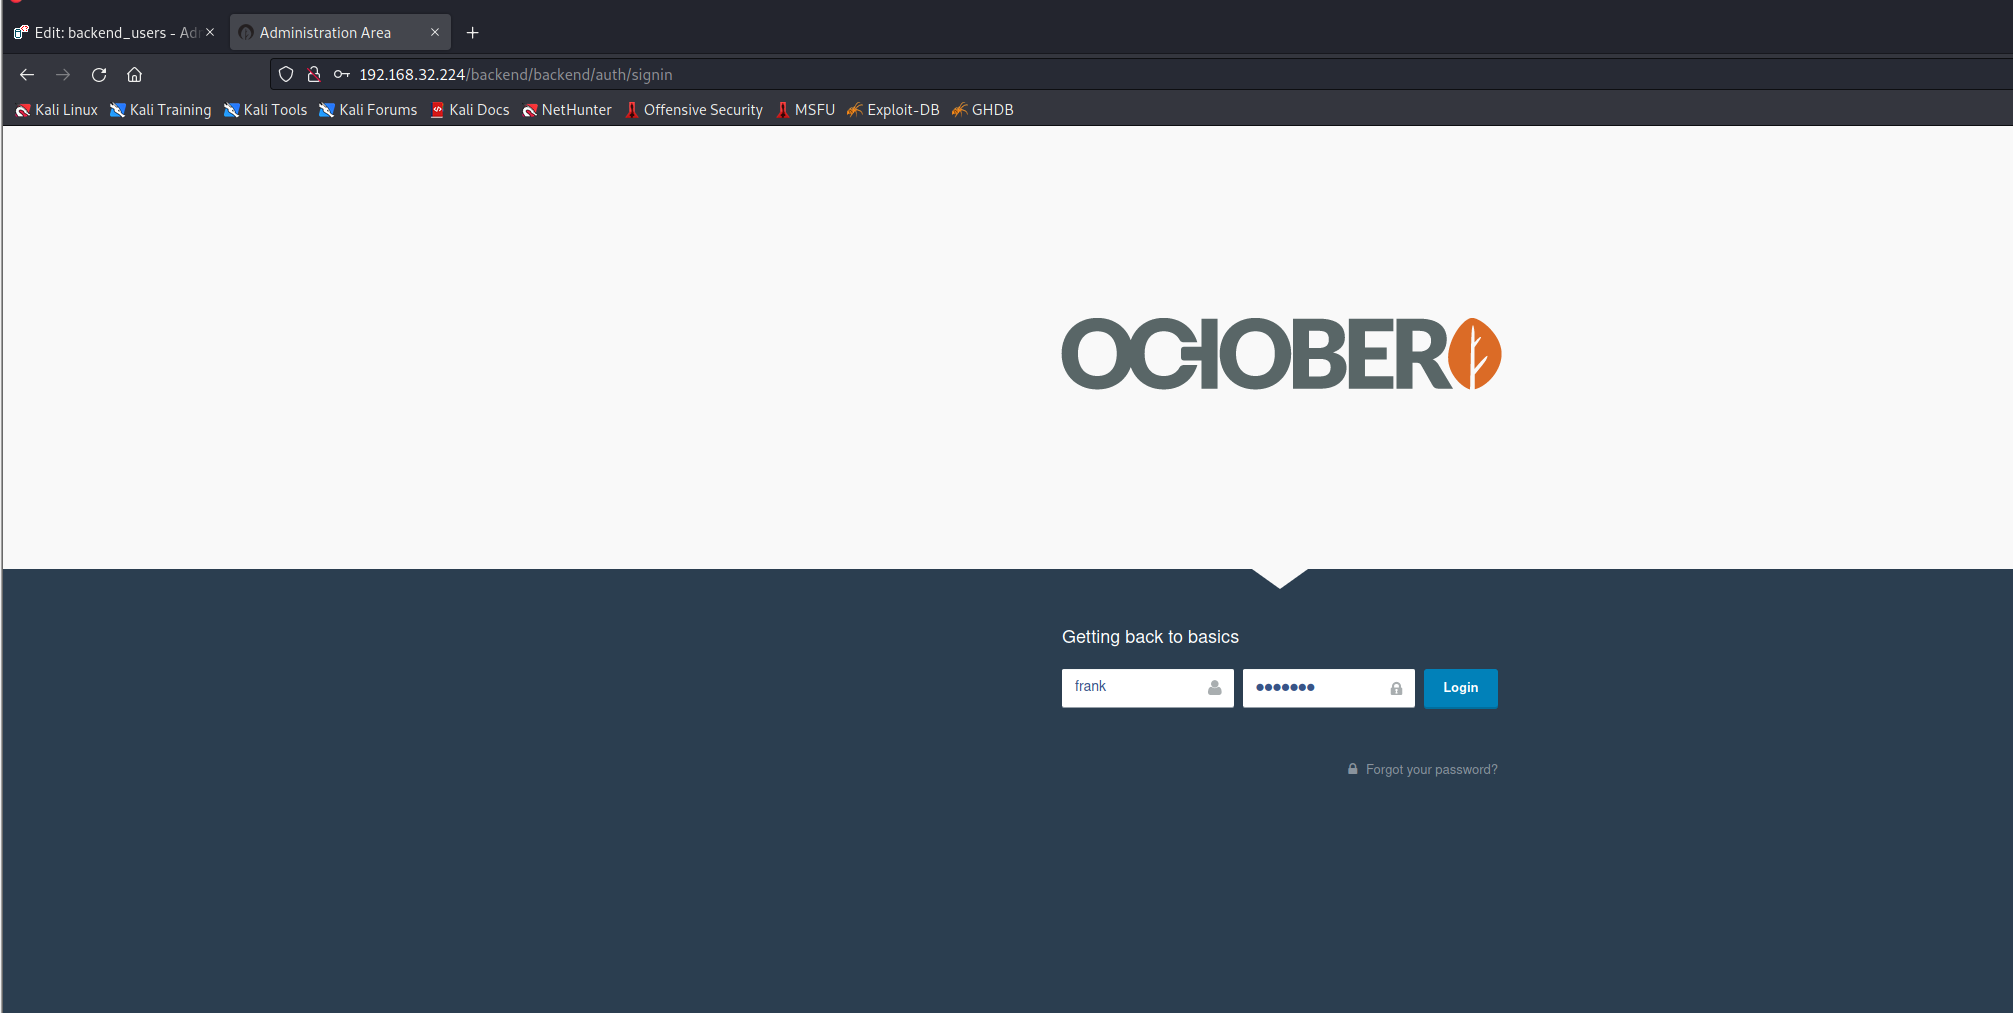 Edit: backend_users - Ad
Administration Area
192.168.32.224/backend/backend/auth/signin
Kali Linux Kali Training Kali Tools Kali Forums Kali Docs NetHunter Offensive Security MSFU Exploit-DB GHDB
OCTOBER
Getting back to basics
frank ●●●●●●● Login
Forgot your password?